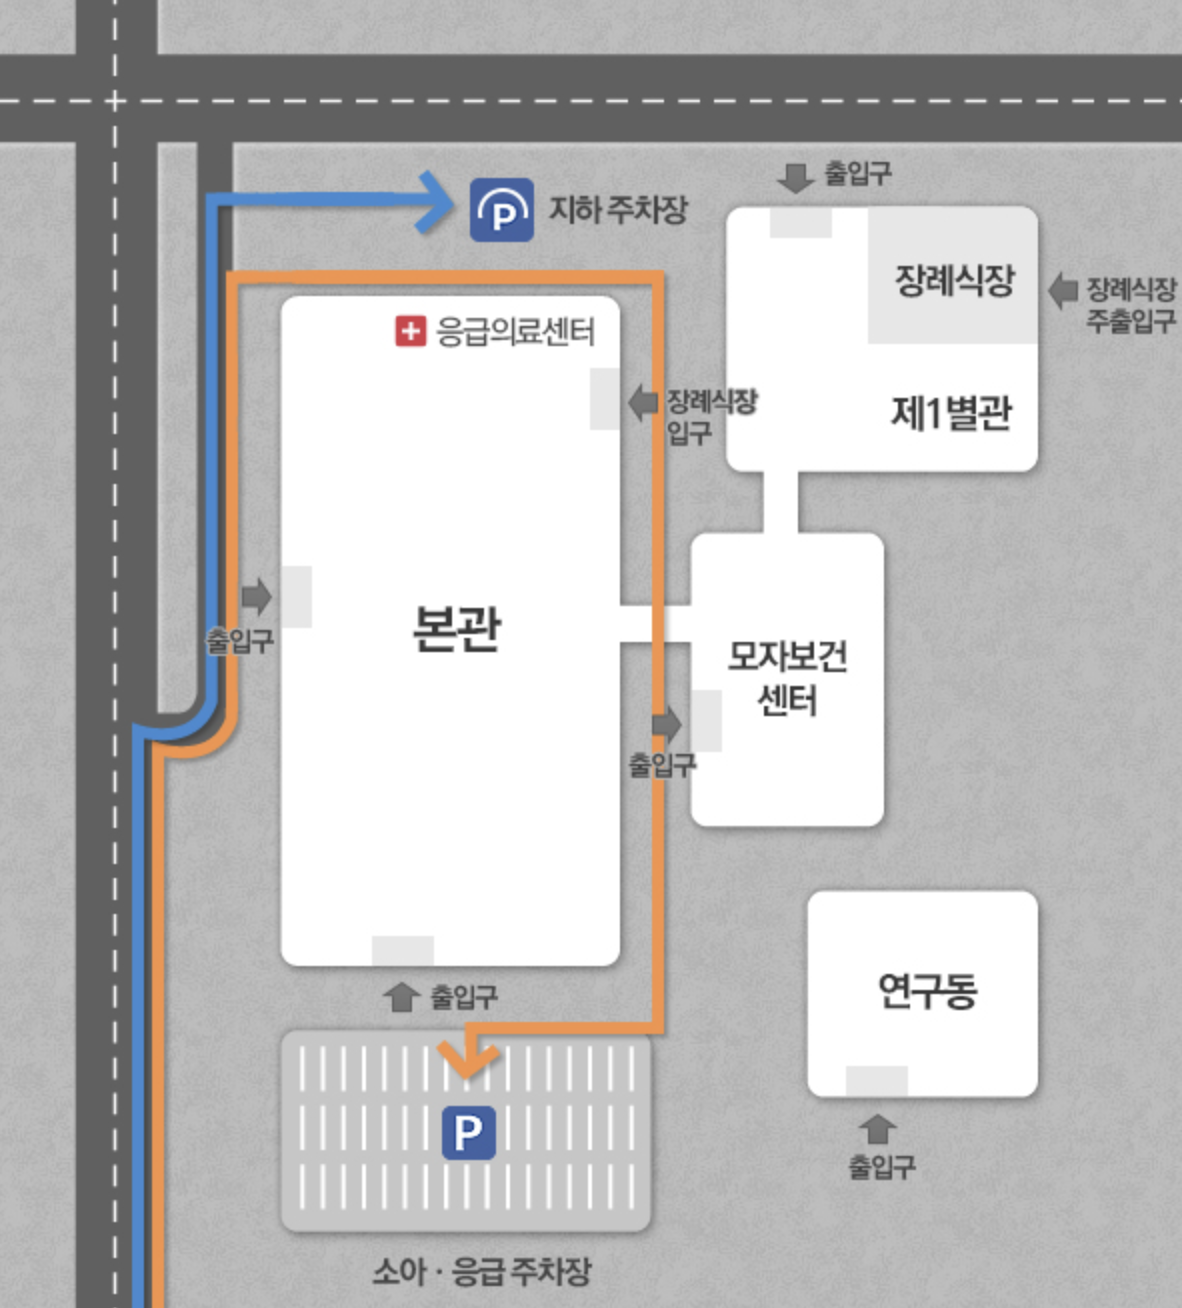 출입구
P 지하 주차장
장례식장
장례식장
주출입구
응급의료센터
장례식장
입구
제1별관
출입구
본관
모자보건
센터
출입구
연구동
출입구
P
출입구
소아 · 응급 주차장